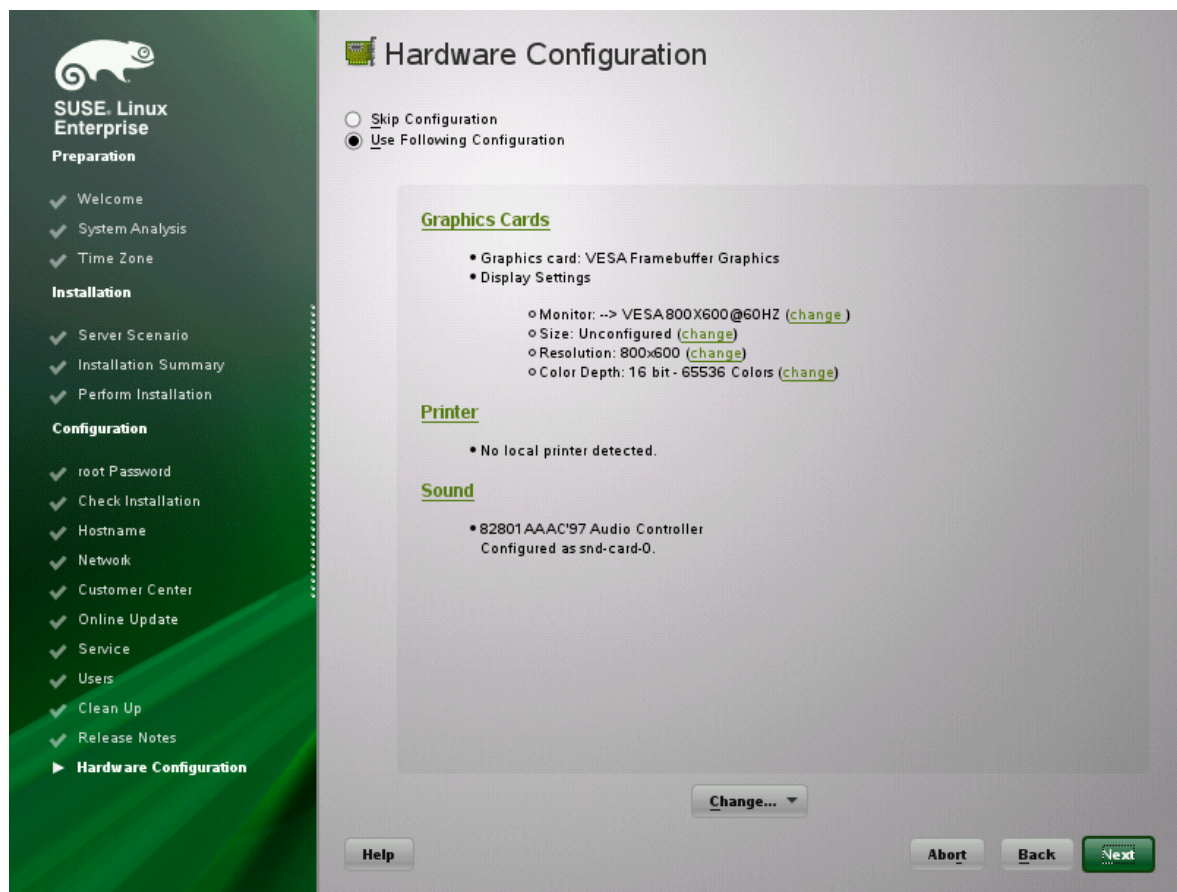 SUSE. Linux
Enterprise
Preparation
Welcome
System Analysis
Time Zone
Installation
Server Scenario
Installation Summary
Perform Installation
Configuration
root Password
Check Installation
Hostname
Network
Customer Center
Online Update
Service
Users
Clean Up
Release Notes
Hardware Configuration
Hardware Configuration
Skip Configuration
Use Following Configuration
Graphics Cards
• Graphics card: VESA Framebuffer Graphics
• Display Settings
Monitor: --> VESA 800X600@60HZ (change )
Size: Unconfigured (change)
Resolution: 800x600 (change)
Color Depth: 16 bit - 65536 Colors (change)
Printer
• No local printer detected.
Sound
• 82801AA AC'97 Audio Controller
Configured as snd-card-0.
Change...
Help
Abort
Back
Next